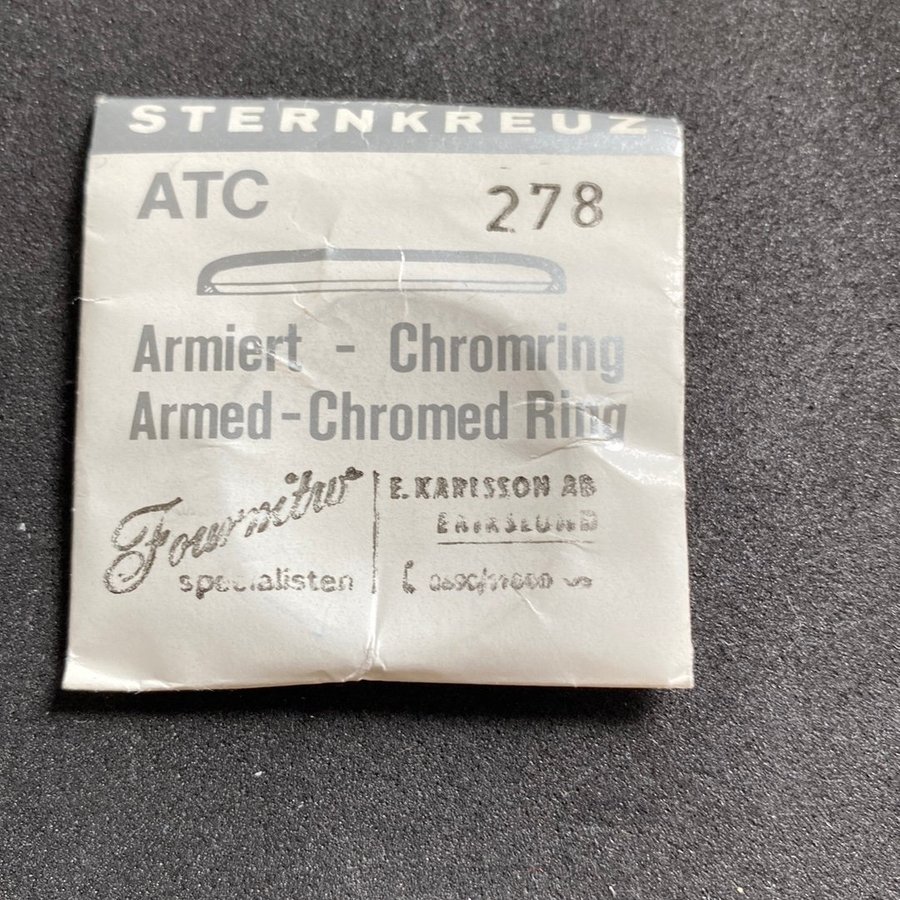 STERNKREUZ
ATC 278
Armiert - Chromring
Armed-Chromed Ring
Fournitur E. KARLSSON AB
specialisten